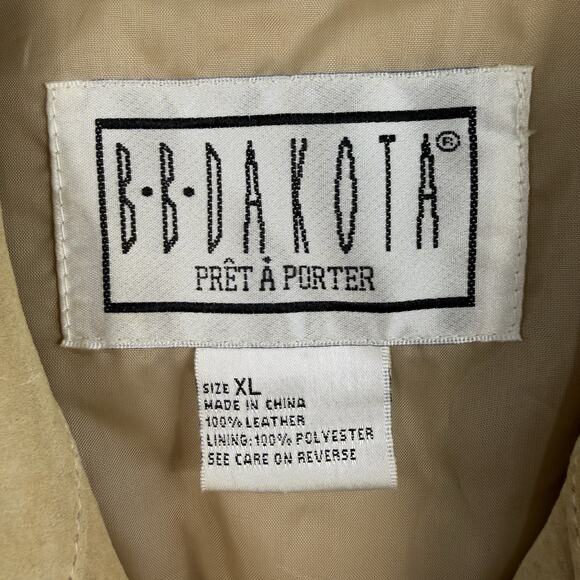 B·B·DAKOTA®
PRÊT À PORTER
SIZE XL
MADE IN CHINA
100% LEATHER
LINING:100% POLYESTER
SEE CARE ON REVERSE